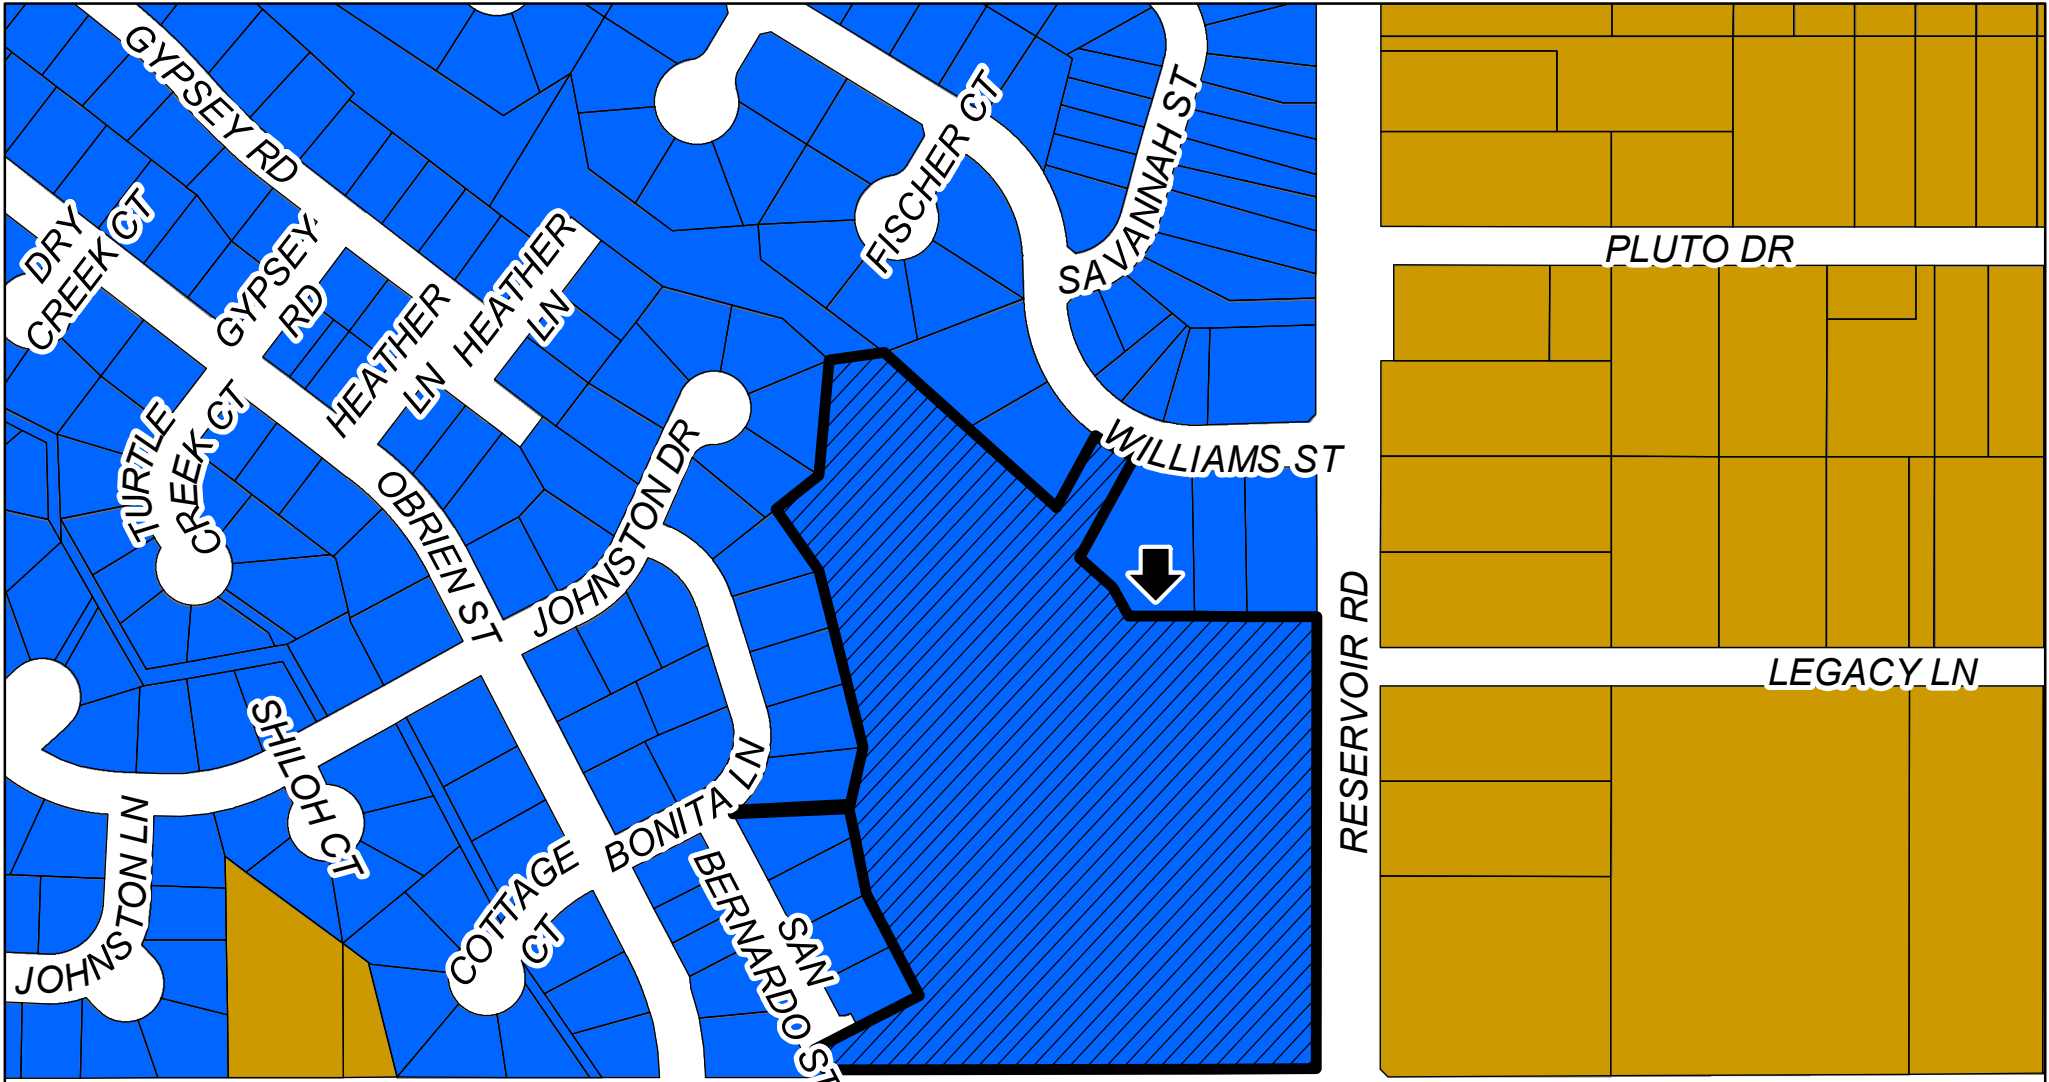 GYPSEY RD
FISCHER CT
SAVANNAH ST
DRY
CREEK CT
GYPSEY
RD
HEATHER
LN
HEATHER
LN
PLUTO DR
TURTLE
CREEK CT
WILLIAMS ST
OBRIEN ST
JOHNSTON DR
RESERVOIR RD
LEGACY LN
SHILOH CT
JOHNSTON LN
BONITA LN
COTTAGE
CT
SAN
BERNARDO ST